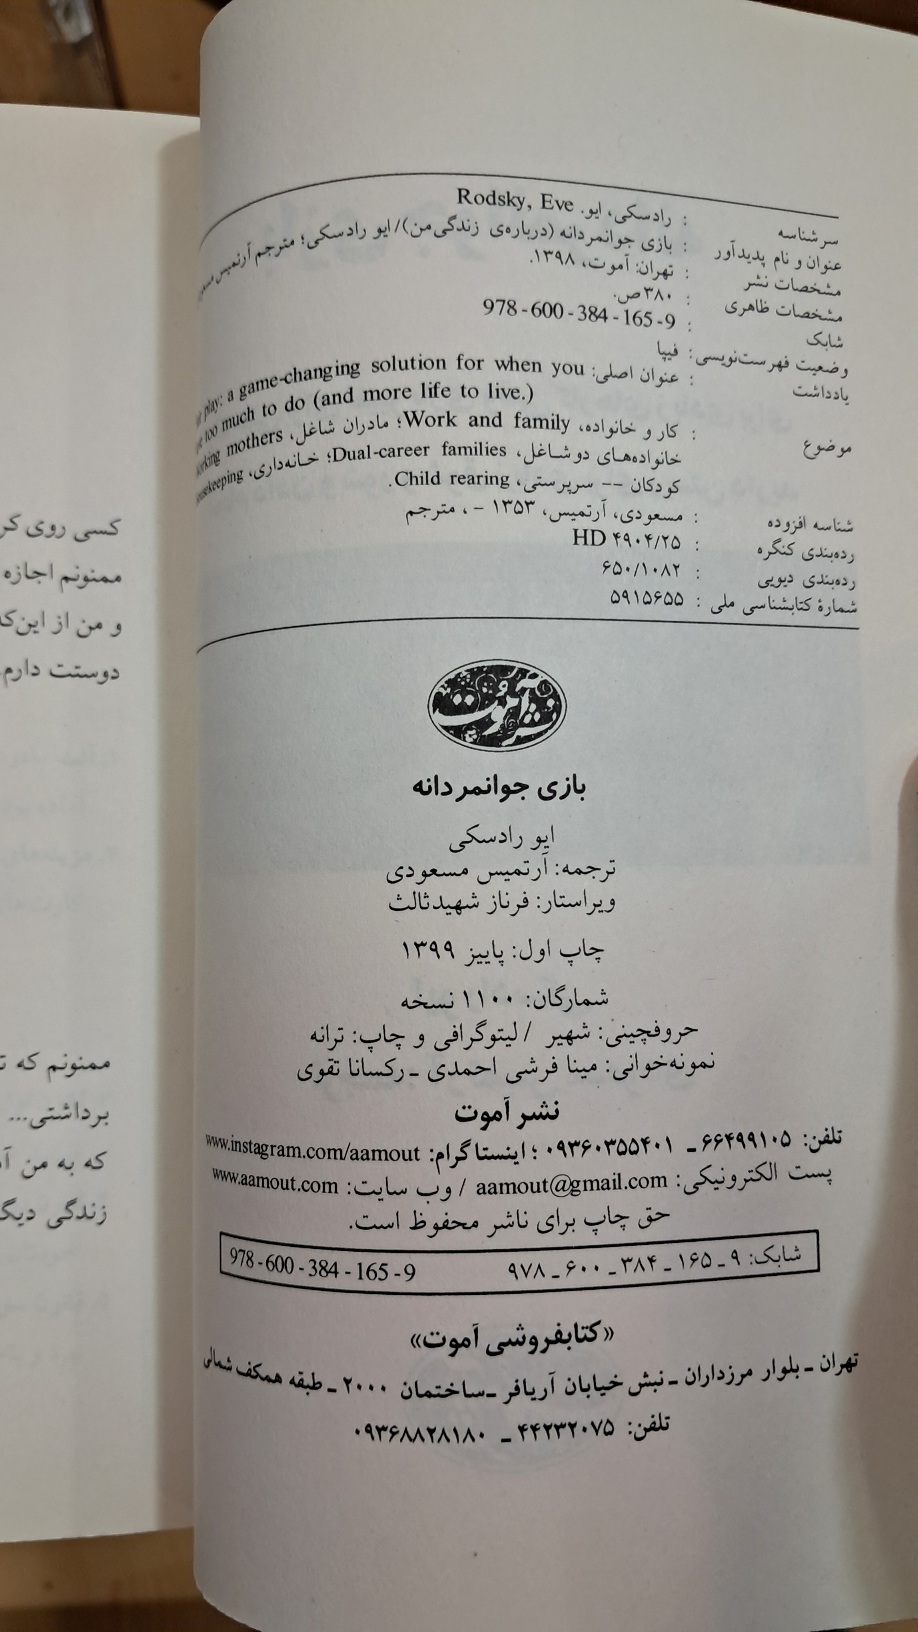 سرشناسه : رادسکی، ایو. Rodsky, Eve
عنوان و نام پدیدآور : بازی جوانمردانه (درباره‌ی زندگی‌من)/ ایو رادسکی؛ مترجم آرتمیس
مشخصات نشر : تهران: آموت، ۱۳۹۸.
مشخصات ظاهری : ۳۸۰ص.
شابک : 978-600-384-165-9
وضعیت فهرست‌نویسی: فیپا
یادداشت : عنوان اصلی: play: a game-changing solution for when you
too much to do (and more life to live.)
موضوع : کار و خانواده، Work and family؛ مادران شاغل، mothers
خانواده‌های دو شاغل، Dual-career families؛ خانه‌داری،
کودکان -- سرپرستی، Child rearing.
شناسه افزوده : مسعودی، آرتمیس، ۱۳۵۳ - ، مترجم
رده‌بندی کنگره : HD ۴۹۰۴/۲۵
رده‌بندی دیویی : ۶۵۰/۱۰۸۲
شمارهٔ کتابشناسی ملی : ۵۹۱۵۶۵۵
نشر آموت
بازی جوانمردانه
ایو رادسکی
ترجمه: آرتمیس مسعودی
ویراستار: فرناز شهیدثالث
چاپ اول: پاییز ۱۳۹۹
شمارگان: ۱۱۰۰ نسخه
حروفچینی: شهیر / لیتوگرافی و چاپ: ترانه
نمونه‌خوانی: مینا فرشی احمدی ـ رکسانا تقوی
نشر آموت
تلفن: ۶۶۴۹۹۱۰۵ ـ ۰۹۳۶۰۳۵۵۴۰۱ ؛ اینستاگرام: www.instagram.com/aamout
پست الکترونیکی: aamout@gmail.com / وب سایت: www.aamout.com
حق چاپ برای ناشر محفوظ است.
شابک: ۹ ـ ۱۶۵ ـ ۳۸۴ ـ ۶۰۰ ـ ۹۷۸ 978-600-384-165-9
«کتابفروشی آموت»
تهران ـ بلوار مرزداران ـ نبش خیابان آریافر ـ ساختمان ۲۰۰۰ ـ طبقه همکف شمالی
تلفن: ۴۴۲۳۲۰۷۵ ـ ۰۹۳۶۸۸۲۸۱۸۰
کسی روی
ممنونم اجازه
و من از این‌که
دوستت دارم
ممنونم که
برداشتی...
که به من
زندگی